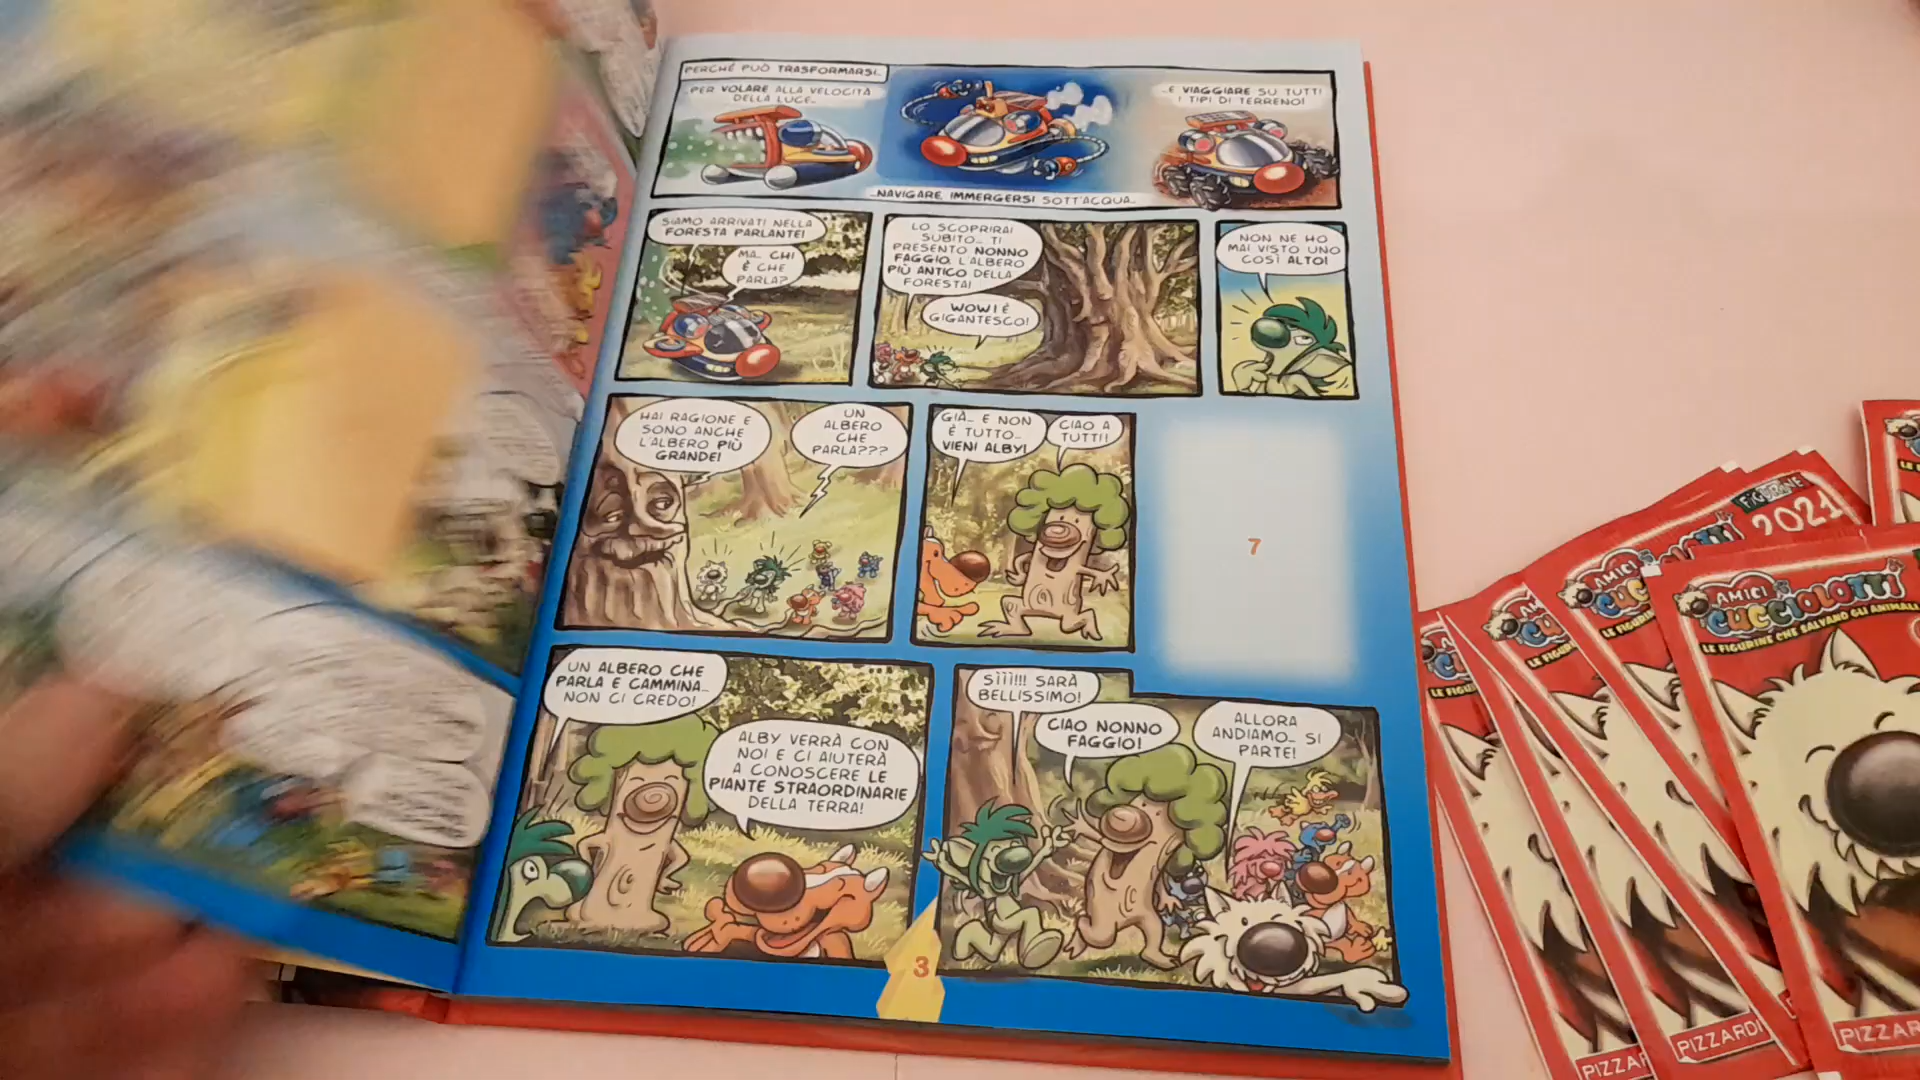 PERCHÉ PUÒ TRASFORMARSI...
...PER VOLARE ALLA VELOCITÀ
DELLA LUCE...
...NAVIGARE, IMMERGERSI SOTT'ACQUA...
...E VIAGGIARE SU TUTTI
I TIPI DI TERRENO!
SIAMO ARRIVATI NELLA
FORESTA PARLANTE!
MA... CHI
È CHE
PARLA?
LO SCOPRIRAI
SUBITO... TI
PRESENTO NONNO
FAGGIO, L'ALBERO
PIÙ ANTICO DELLA
FORESTA!
WOW! È
GIGANTESCO!
NON NE HO
MAI VISTO UNO
COSÌ ALTO!
HAI RAGIONE E
SONO ANCHE
L'ALBERO PIÙ
GRANDE!
UN
ALBERO
CHE
PARLA???
GIÀ... E NON
È TUTTO...
VIENI ALBY!
CIAO A
TUTTI!
7
UN ALBERO CHE
PARLA E CAMMINA...
NON CI CREDO!
ALBY VERRÀ CON
NOI E CI AIUTERÀ
A CONOSCERE LE
PIANTE STRAORDINARIE
DELLA TERRA!
SÌÌÌ!!! SARÀ
BELLISSIMO!
CIAO NONNO
FAGGIO!
ALLORA
ANDIAMO... SI
PARTE!
3
FIGURINE
2021
AMICI
LE FIGURINE
AMICI
CUCCIOLOTTI
LE FIGURINE CHE SALVANO GLI ANIMALI
PIZZARDI
PIZZARDI
PIZZAR